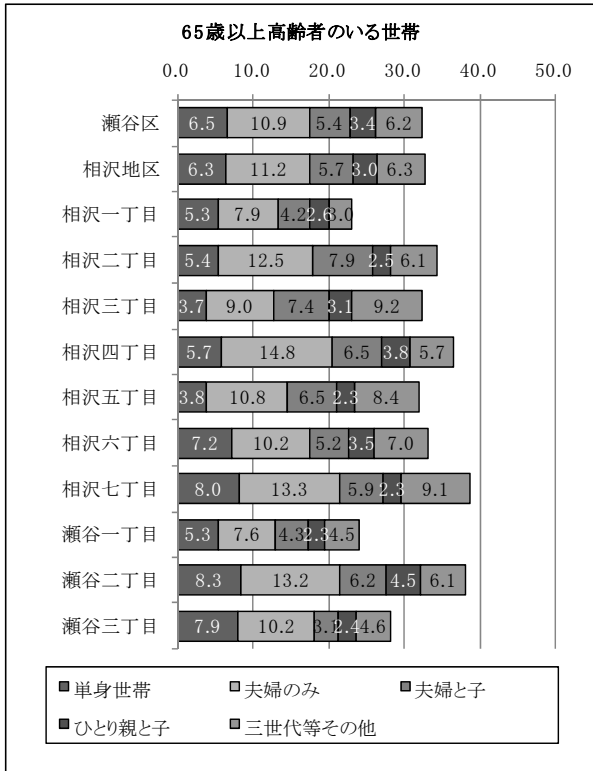 65歳以上高齢者のいる世帯
0.0 10.0 20.0 30.0 40.0 50.0
瀬谷区 6.5 10.9 5.4 3.4 6.2
相沢地区 6.3 11.2 5.7 3.0 6.3
相沢一丁目 5.3 7.9 4.2 2.6 3.0
相沢二丁目 5.4 12.5 7.9 2.5 6.1
相沢三丁目 3.7 9.0 7.4 3.1 9.2
相沢四丁目 5.7 14.8 6.5 3.8 5.7
相沢五丁目 3.8 10.8 6.5 2.3 8.4
相沢六丁目 7.2 10.2 5.2 3.5 7.0
相沢七丁目 8.0 13.3 5.9 2.3 9.1
瀬谷一丁目 5.3 7.6 4.3 2.3 4.5
瀬谷二丁目 8.3 13.2 6.2 4.5 6.1
瀬谷三丁目 7.9 10.2 3.1 2.4 4.6
単身世帯 夫婦のみ 夫婦と子
ひとり親と子 三世代等その他